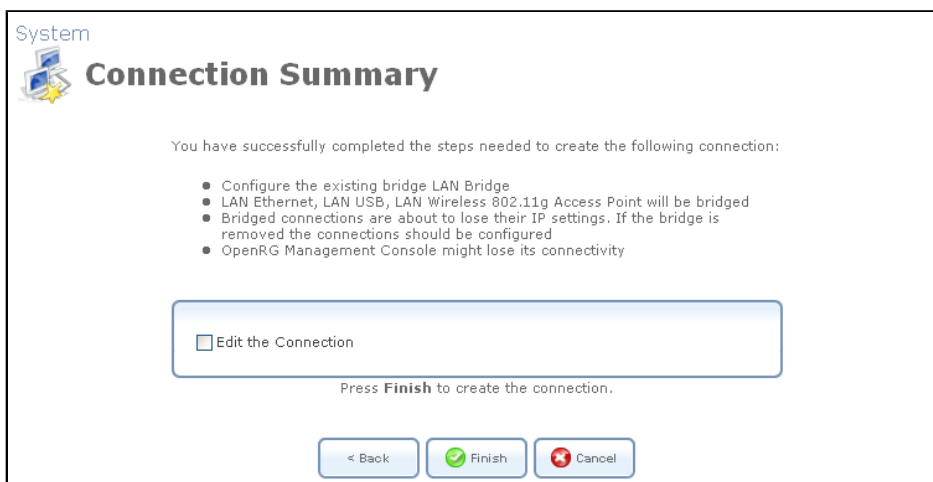 System
Connection Summary
You have successfully completed the steps needed to create the following connection:
Configure the existing bridge LAN Bridge
LAN Ethernet, LAN USB, LAN Wireless 802.11g Access Point will be bridged
Bridged connections are about to lose their IP settings. If the bridge is
removed the connections should be configured
OpenRG Management Console might lose its connectivity
Edit the Connection
Press Finish to create the connection.
< Back
Finish
Cancel